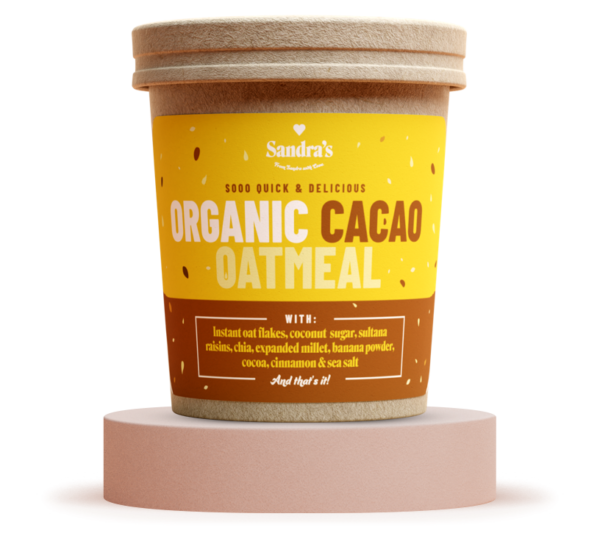 Sandra's
SOOO QUICK & DELICIOUS
ORGANIC CACAO
OATMEAL
WITH:
Instant oat flakes, coconut sugar, sultana
raisins, chia, expanded millet, banana powder,
cocoa, cinnamon & sea salt
And that's it!